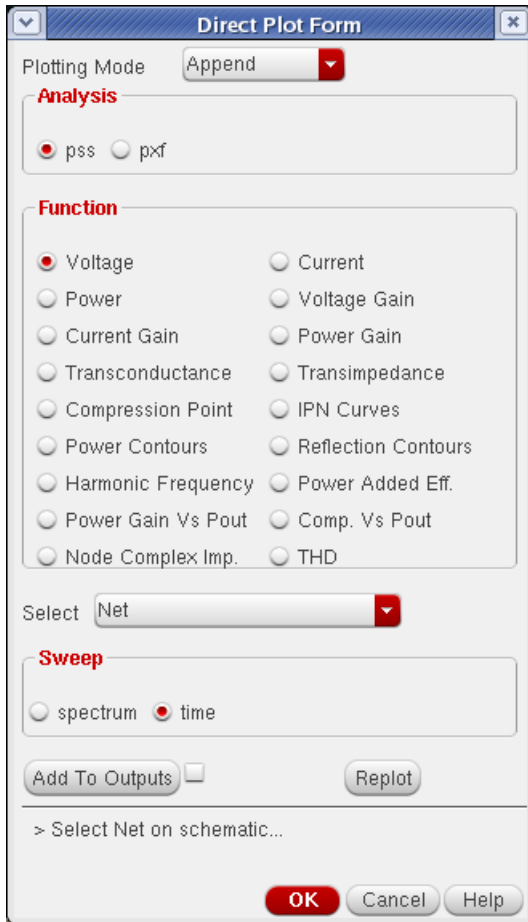 Direct Plot Form
Plotting Mode Append
Analysis
pss pxf
Function
Voltage Current
Power Voltage Gain
Current Gain Power Gain
Transconductance Transimpedance
Compression Point IPN Curves
Power Contours Reflection Contours
Harmonic Frequency Power Added Eff.
Power Gain Vs Pout Comp. Vs Pout
Node Complex Imp. THD
Select Net
Sweep
spectrum time
Add To Outputs Replot
> Select Net on schematic...
OK Cancel Help